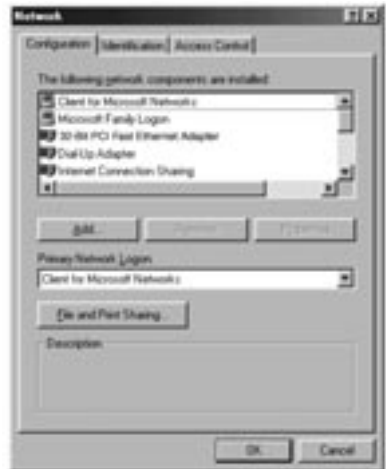 Network
Configuration Identification Access Control
The following network components are installed:
Client for Microsoft Networks
Microsoft Family Logon
32-Bit PCI Fast Ethernet Adapter
Dial-Up Adapter
Internet Connection Sharing
Add... Remove Properties
Primary Network Logon:
Client for Microsoft Networks
File and Print Sharing...
Description
OK Cancel